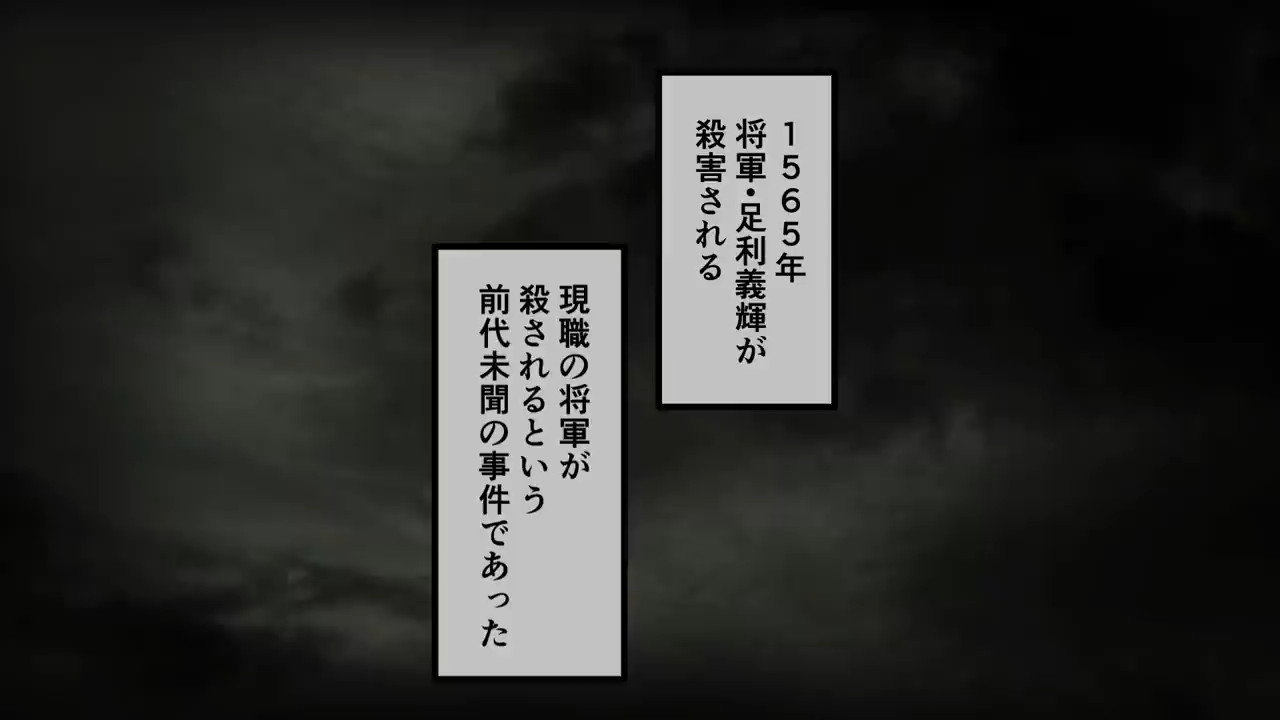 １５６５年
将軍・足利義輝が
殺害される
現職の将軍が
殺されるという
前代未聞の事件であった